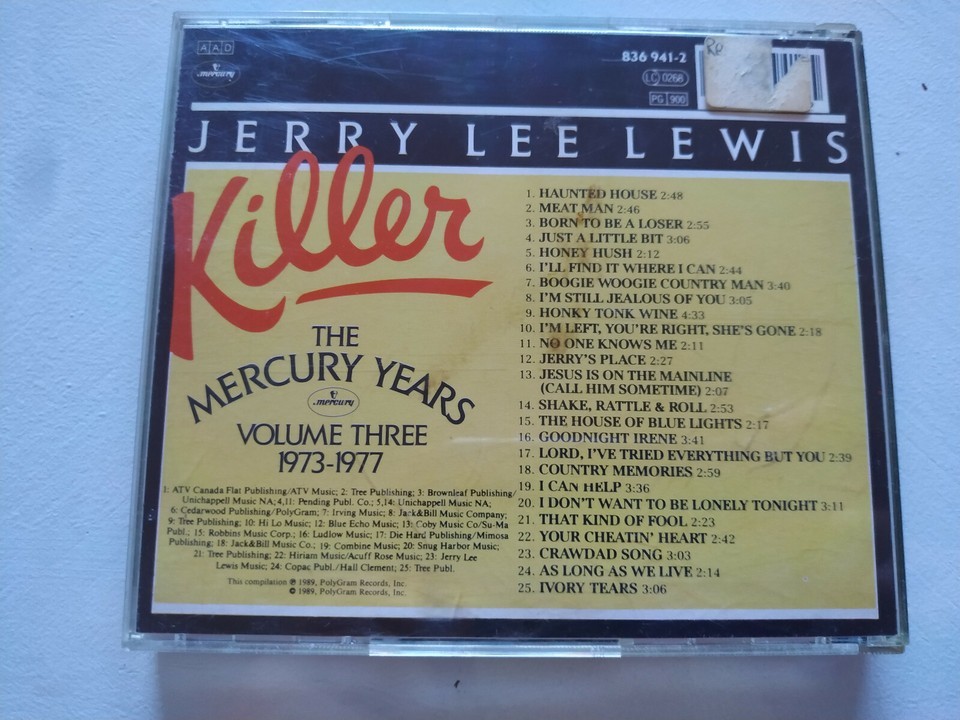 AAD
mercury
836 941-2
LC 0268
PG 900
Re
JERRY LEE LEWIS
Killer
THE
MERCURY YEARS
mercury
VOLUME THREE
1973-1977
1. HAUNTED HOUSE 2:48
2. MEAT MAN 2:46
3. BORN TO BE A LOSER 2:55
4. JUST A LITTLE BIT 3:06
5. HONEY HUSH 2:12
6. I'LL FIND IT WHERE I CAN 2:44
7. BOOGIE WOOGIE COUNTRY MAN 3:40
8. I'M STILL JEALOUS OF YOU 3:05
9. HONKY TONK WINE 4:33
10. I'M LEFT, YOU'RE RIGHT, SHE'S GONE 2:18
11. NO ONE KNOWS ME 2:11
12. JERRY'S PLACE 2:27
13. JESUS IS ON THE MAINLINE
(CALL HIM SOMETIME) 2:07
14. SHAKE, RATTLE & ROLL 2:53
15. THE HOUSE OF BLUE LIGHTS 2:17
16. GOODNIGHT IRENE 3:41
17. LORD, I'VE TRIED EVERYTHING BUT YOU 2:39
18. COUNTRY MEMORIES 2:59
19. I CAN HELP 3:36
20. I DON'T WANT TO BE LONELY TONIGHT 3:11
21. THAT KIND OF FOOL 2:23
22. YOUR CHEATIN' HEART 2:42
23. CRAWDAD SONG 3:03
24. AS LONG AS WE LIVE 2:14
25. IVORY TEARS 3:06
1: ATV Canada Flat Publishing/ATV Music; 2: Tree Publishing; 3: Brownleaf Publishing/
Unichappell Music NA; 4,11: Pending Publ. Co.; 5,14: Unichappell Music NA;
6: Cedarwood Publishing/PolyGram; 7: Irving Music; 8: Jack&Bill Music Company;
9: Tree Publishing; 10: Hi Lo Music; 12: Blue Echo Music; 13: Coby Music Co/Su-Ma
Publ.; 15: Robbins Music Corp.; 16: Ludlow Music; 17: Die Hard Publishing/Mimosa
Publishing; 18: Jack&Bill Music Co.; 19: Combine Music; 20: Snug Harbor Music;
21: Tree Publishing; 22: Hiriam Music/Acuff Rose Music; 23: Jerry Lee
Lewis Music; 24: Copac Publ./Hall Clement; 25: Tree Publ.
This compilation ℗ 1989, PolyGram Records, Inc.
© 1989, PolyGram Records, Inc.